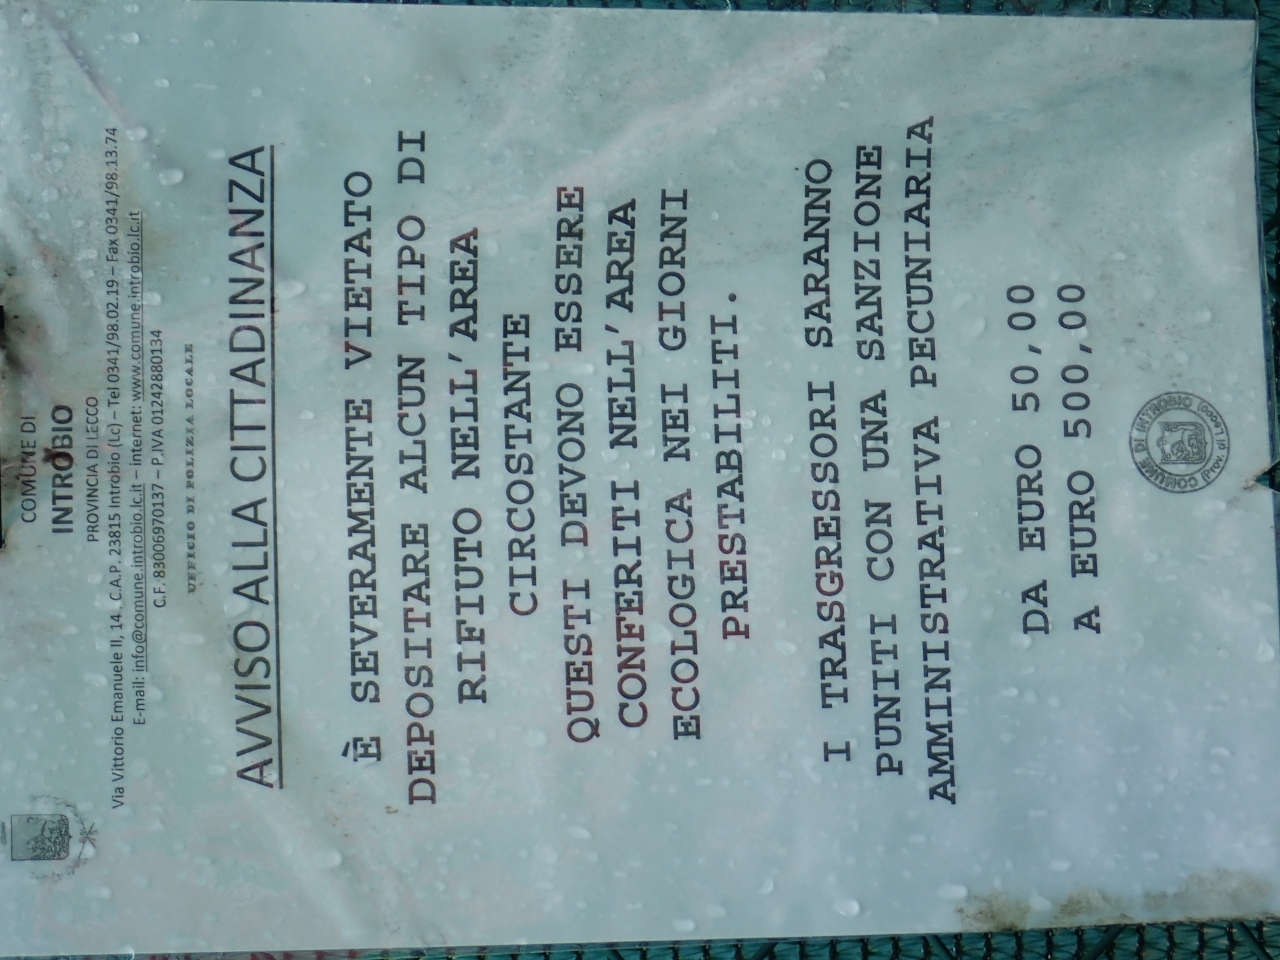 COMUNE DI
INTROBIO
PROVINCIA DI LECCO
Via Vittorio Emanuele II, 14 , C.A.P. 23815 Introbio (Lc) – Tel 0341/98.02.19 – Fax 0341/98.13.74
E-mail: info@comune.introbio.lc.it – internet: www.comune.introbio.lc.it
C.F. 83006970137 – P.IVA 01242880134
UFFICIO DI POLIZIA LOCALE
AVVISO ALLA CITTADINANZA
È SEVERAMENTE VIETATO
DEPOSITARE ALCUN TIPO DI
RIFIUTO NELL'AREA
CIRCOSTANTE
QUESTI DEVONO ESSERE
CONFERITI NELL'AREA
ECOLOGICA NEI GIORNI
PRESTABILITI.
I TRASGRESSORI SARANNO
PUNITI CON UNA SANZIONE
AMMINISTRATIVA PECUNIARIA
DA EURO 50,00
A EURO 500,00
COMUNE DI INTROBIO
(Prov. di Lecco)